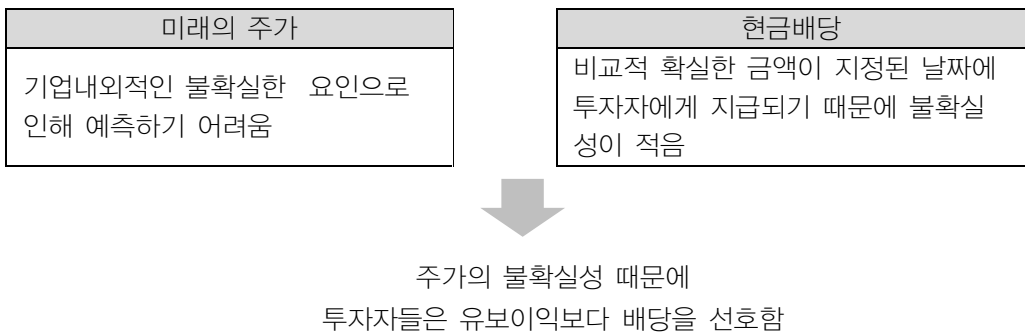 미래의 주가
기업내외적인 불확실한 요인으로
인해 예측하기 어려움
현금배당
비교적 확실한 금액이 지정된 날짜에
투자자에게 지급되기 때문에 불확실
성이 적음
주가의 불확실성 때문에
투자자들은 유보이익보다 배당을 선호함